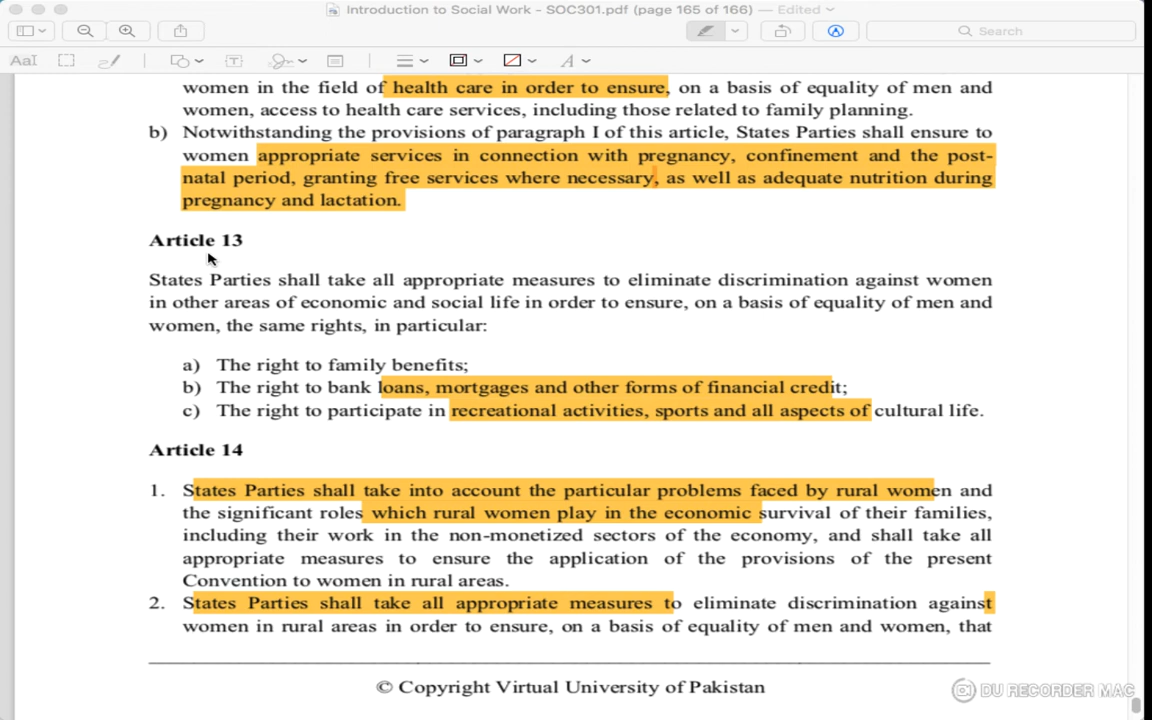 Introduction to Social Work - SOC301.pdf (page 165 of 166) — Edited
Search
AaI
T
A
women in the field of health care in order to ensure, on a basis of equality of men and
women, access to health care services, including those related to family planning.
b) Notwithstanding the provisions of paragraph I of this article, States Parties shall ensure to
women appropriate services in connection with pregnancy, confinement and the post-
natal period, granting free services where necessary, as well as adequate nutrition during
pregnancy and lactation.
Article 13
States Parties shall take all appropriate measures to eliminate discrimination against women
in other areas of economic and social life in order to ensure, on a basis of equality of men and
women, the same rights, in particular:
a) The right to family benefits;
b) The right to bank loans, mortgages and other forms of financial credit;
c) The right to participate in recreational activities, sports and all aspects of cultural life.
Article 14
1. States Parties shall take into account the particular problems faced by rural women and
the significant roles which rural women play in the economic survival of their families,
including their work in the non-monetized sectors of the economy, and shall take all
appropriate measures to ensure the application of the provisions of the present
Convention to women in rural areas.
2. States Parties shall take all appropriate measures to eliminate discrimination against
women in rural areas in order to ensure, on a basis of equality of men and women, that
© Copyright Virtual University of Pakistan
DU RECORDER MAC